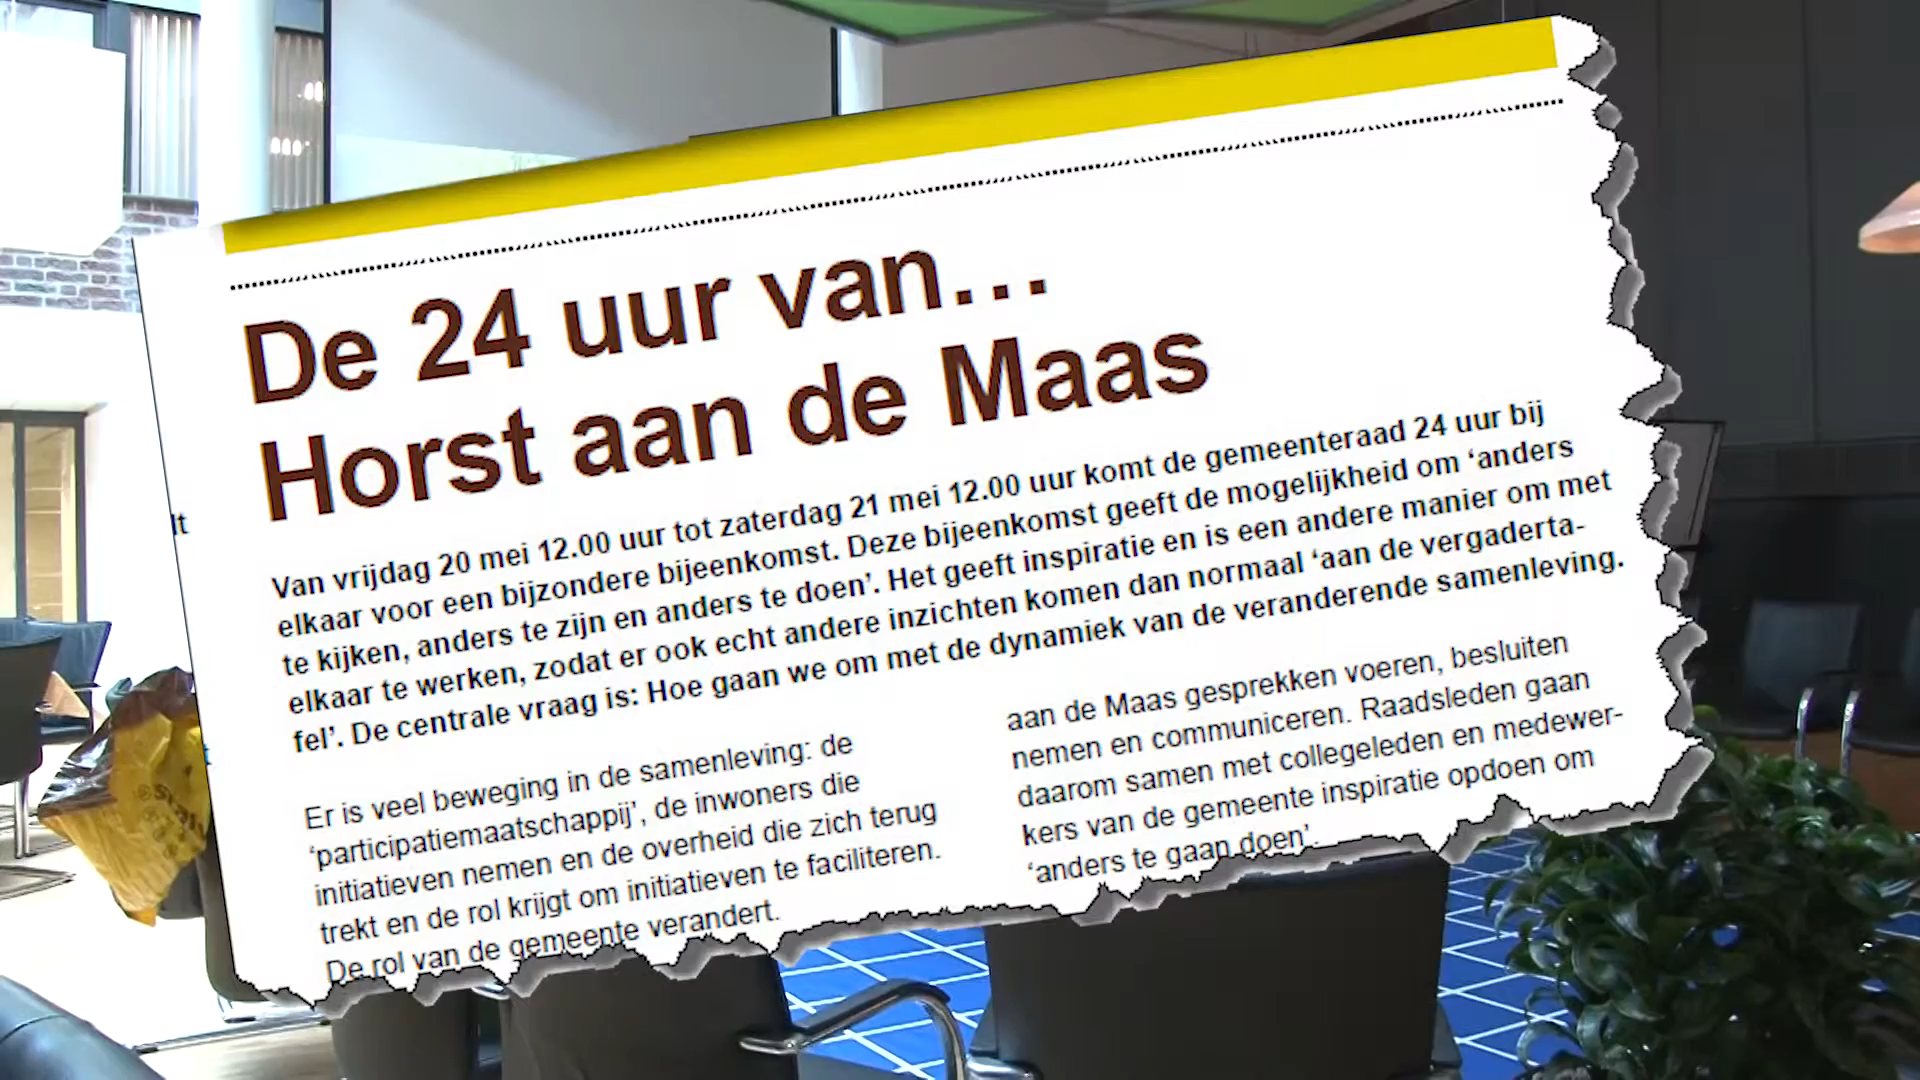 De 24 uur van...
Horst aan de Maas
Van vrijdag 20 mei 12.00 uur tot zaterdag 21 mei 12.00 uur komt de gemeenteraad 24 uur bij
elkaar voor een bijzondere bijeenkomst. Deze bijeenkomst geeft de mogelijkheid om ‘anders
te kijken, anders te zijn en anders te doen’. Het geeft inspiratie en is een andere manier om met
elkaar te werken, zodat er ook echt andere inzichten komen dan normaal ‘aan de vergaderta-
fel’. De centrale vraag is: Hoe gaan we om met de dynamiek van de veranderende samenleving.
Er is veel beweging in de samenleving: de
‘participatiemaatschappij’, de inwoners die
initiatieven nemen en de overheid die zich terug
trekt en de rol krijgt om initiatieven te faciliteren.
De rol van de gemeente verandert.
aan de Maas gesprekken voeren, besluiten
nemen en communiceren. Raadsleden gaan
daarom samen met collegeleden en medewer-
kers van de gemeente inspiratie opdoen om
‘anders te gaan doen’.
lt
t